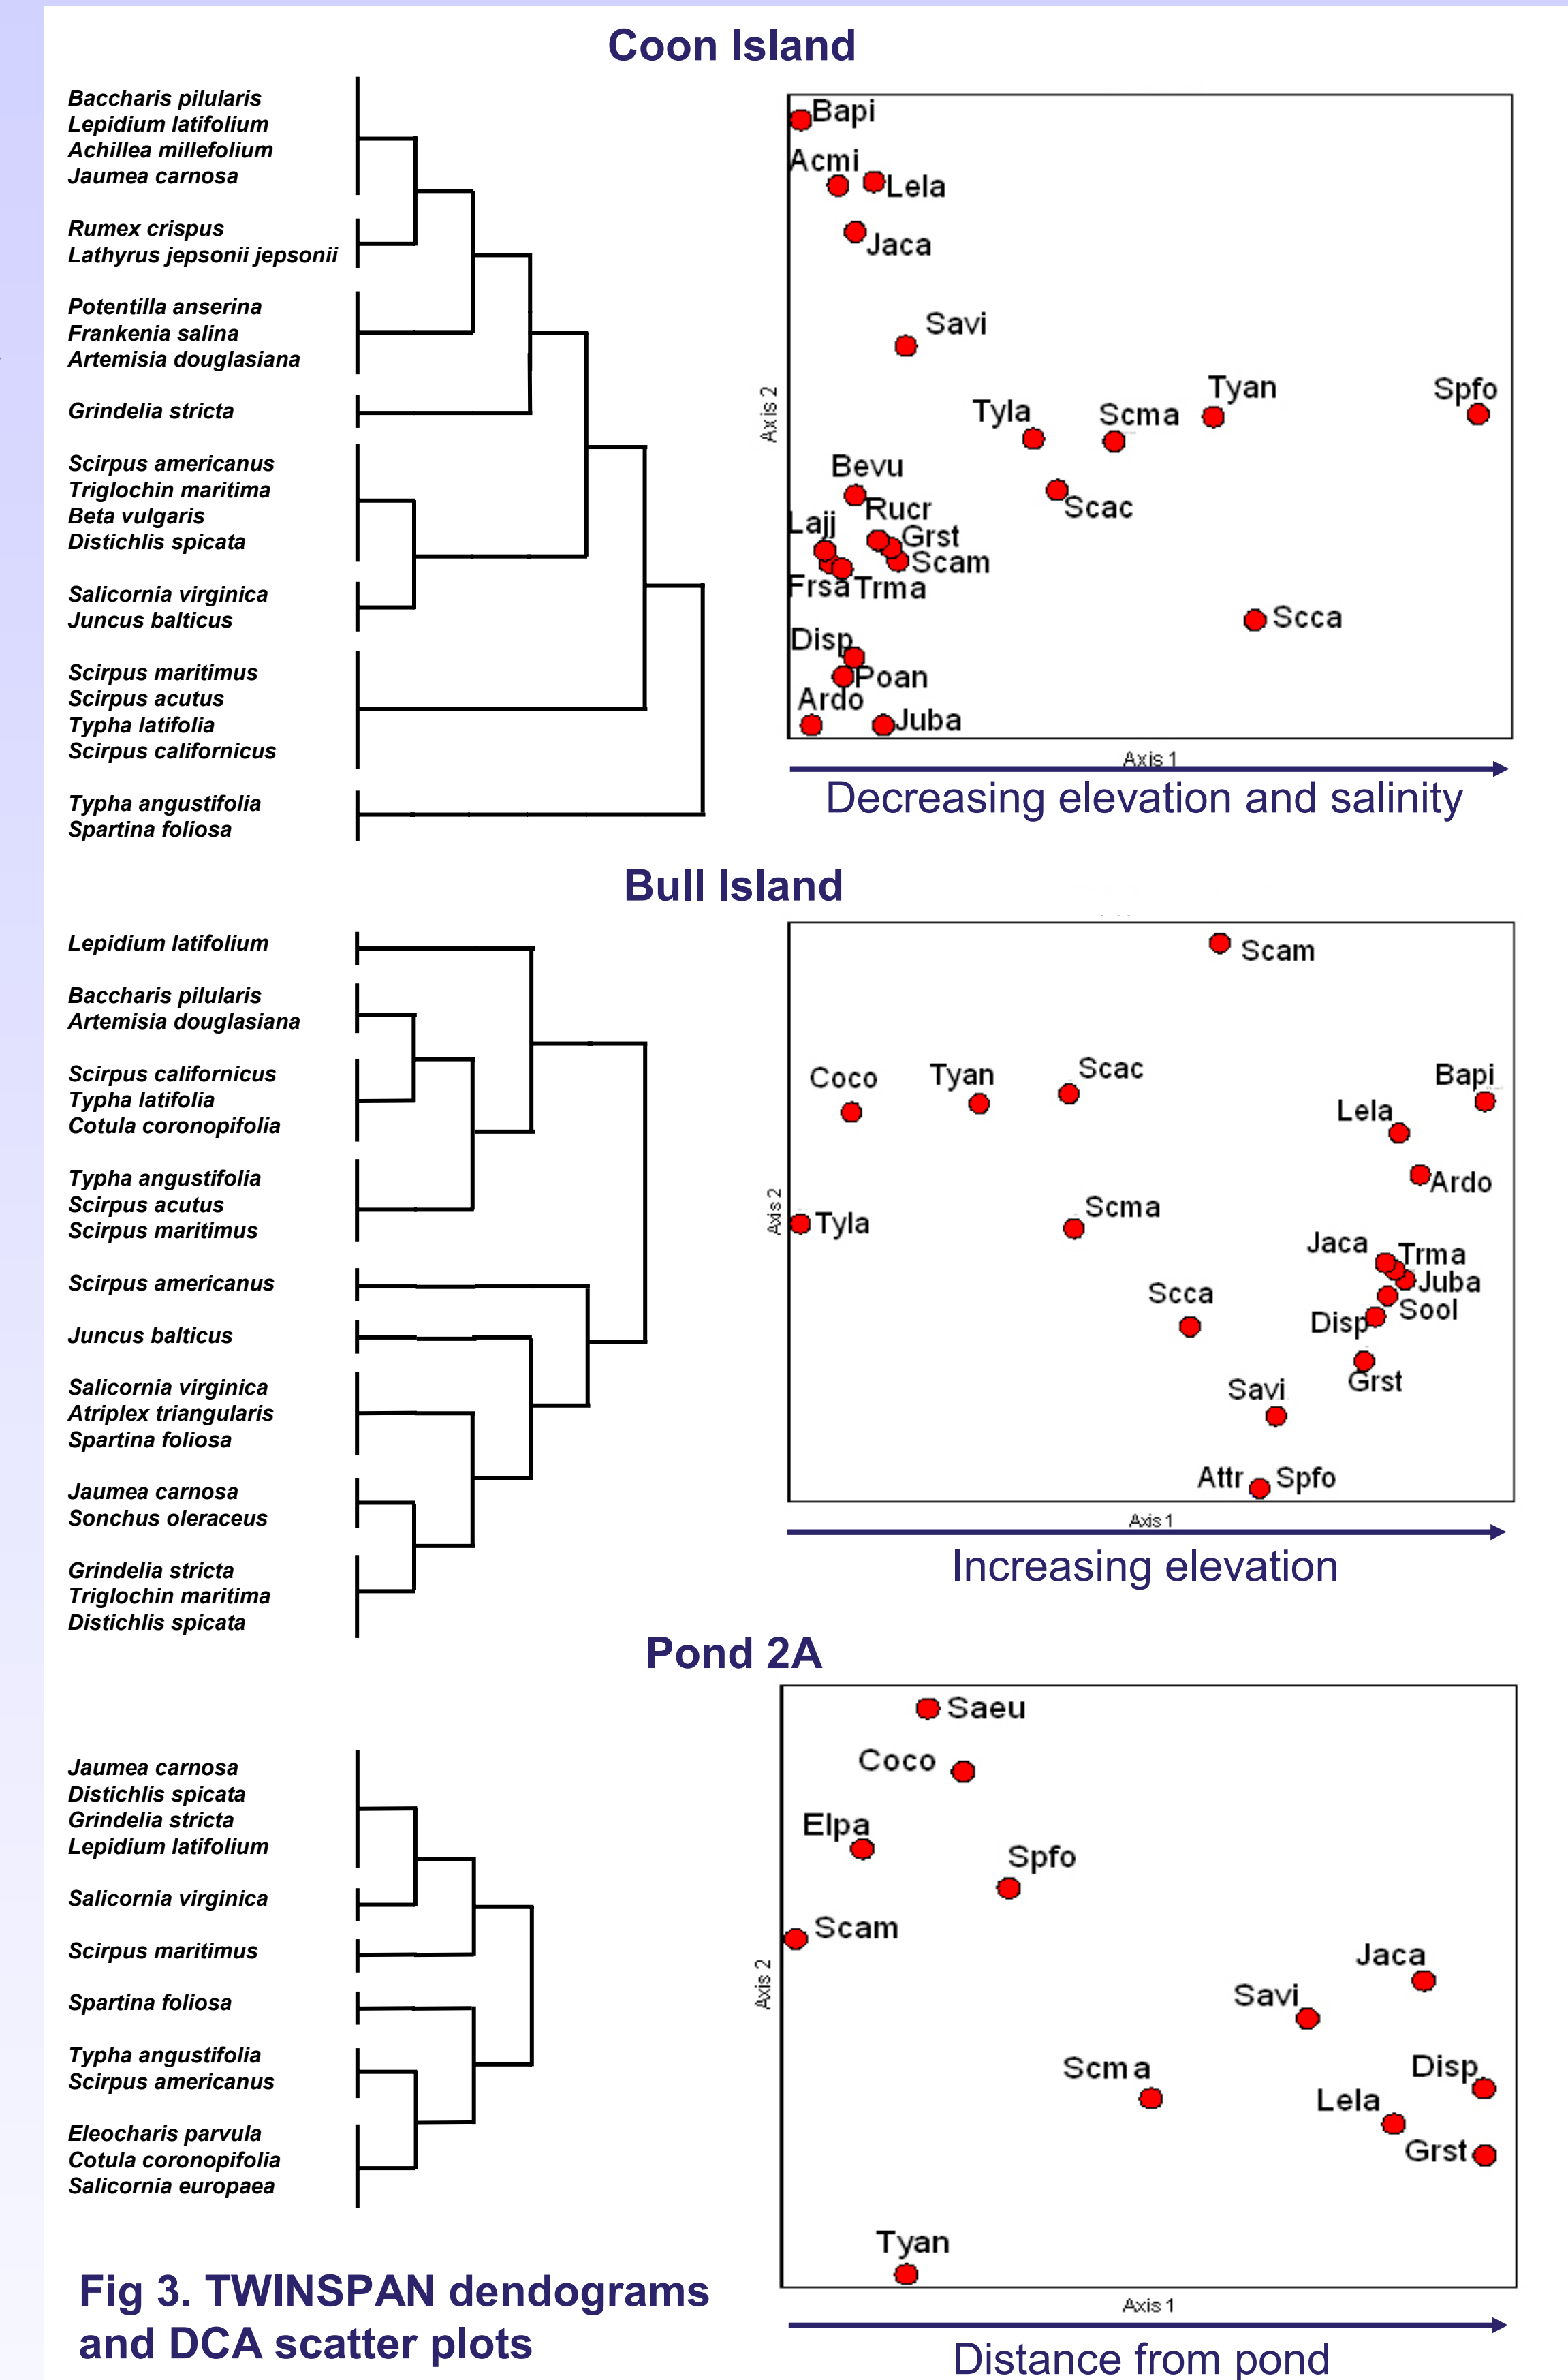 Coon Island
Baccharis pilularis
Lepidium latifolium
Achillea millefolium
Jaumea carnosa
Rumex crispus
Lathyrus jepsonii jepsonii
Potentilla anserina
Frankenia salina
Artemisia douglasiana
Grindelia stricta
Scirpus americanus
Triglochin maritima
Beta vulgaris
Distichlis spicata
Salicornia virginica
Juncus balticus
Scirpus maritimus
Scirpus acutus
Typha latifolia
Scirpus californicus
Typha angustifolia
Spartina foliosa
Bapi
Acmi
Lela
Jaca
Savi
Tyan
Spfo
Tyla
Scma
Scac
Bevu
Rucr
Lajj
Grst
Scam
Frsa
Trma
Scca
Disp
Poan
Ardo
Juba
Axis 2
Axis 1
Decreasing elevation and salinity
Bull Island
Lepidium latifolium
Baccharis pilularis
Artemisia douglasiana
Scirpus californicus
Typha latifolia
Cotula coronopifolia
Typha angustifolia
Scirpus acutus
Scirpus maritimus
Scirpus americanus
Juncus balticus
Salicornia virginica
Atriplex triangularis
Spartina foliosa
Jaumea carnosa
Sonchus oleraceus
Grindelia stricta
Triglochin maritima
Distichlis spicata
Scam
Coco
Tyan
Scac
Bapi
Lela
Ardo
Tyla
Scma
Jaca
Trma
Juba
Scca
Sool
Disp
Grst
Savi
Attr
Spfo
Axis 2
Axis 1
Increasing elevation
Pond 2A
Jaumea carnosa
Distichlis spicata
Grindelia stricta
Lepidium latifolium
Salicornia virginica
Scirpus maritimus
Spartina foliosa
Typha angustifolia
Scirpus americanus
Eleocharis parvula
Cotula coronopifolia
Salicornia europaea
Saeu
Coco
Elpa
Spfo
Scam
Jaca
Savi
Scma
Disp
Lela
Grst
Tyan
Axis 2
Axis 1
Distance from pond
Fig 3. TWINSPAN dendograms
and DCA scatter plots